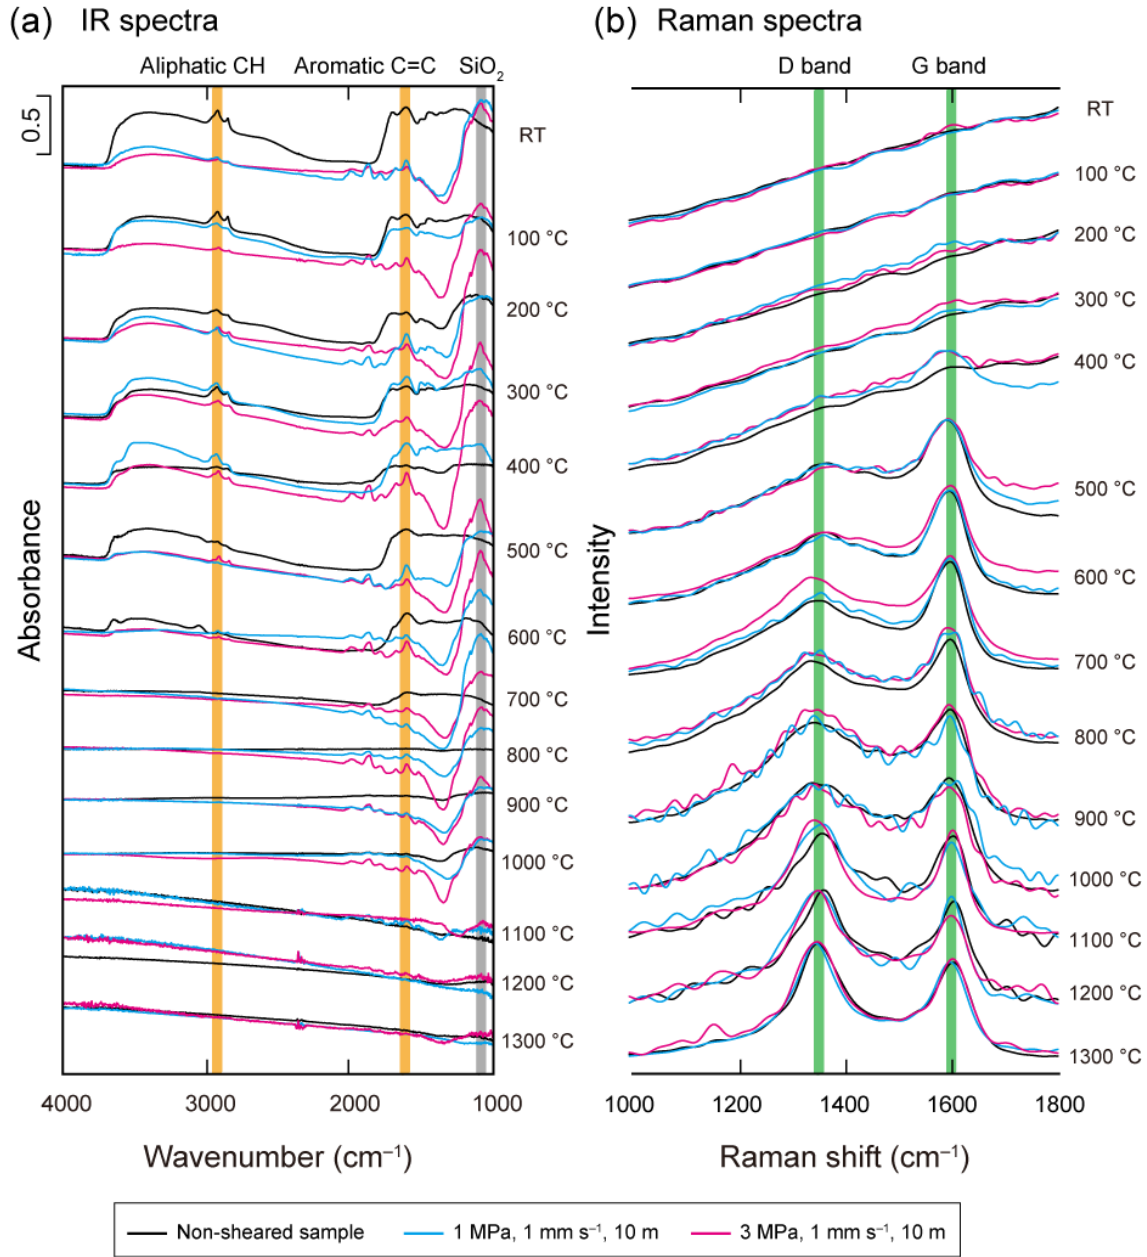 (a) IR spectra
Aliphatic CH Aromatic C=C SiO₂
0.5
Absorbance
RT
100 °C
200 °C
300 °C
400 °C
500 °C
600 °C
700 °C
800 °C
900 °C
1000 °C
1100 °C
1200 °C
1300 °C
4000 3000 2000 1000
Wavenumber (cm⁻¹)
(b) Raman spectra
D band G band
Intensity
RT
100 °C
200 °C
300 °C
400 °C
500 °C
600 °C
700 °C
800 °C
900 °C
1000 °C
1100 °C
1200 °C
1300 °C
1000 1200 1400 1600 1800
Raman shift (cm⁻¹)
Non-sheared sample 1 MPa, 1 mm s⁻¹, 10 m 3 MPa, 1 mm s⁻¹, 10 m